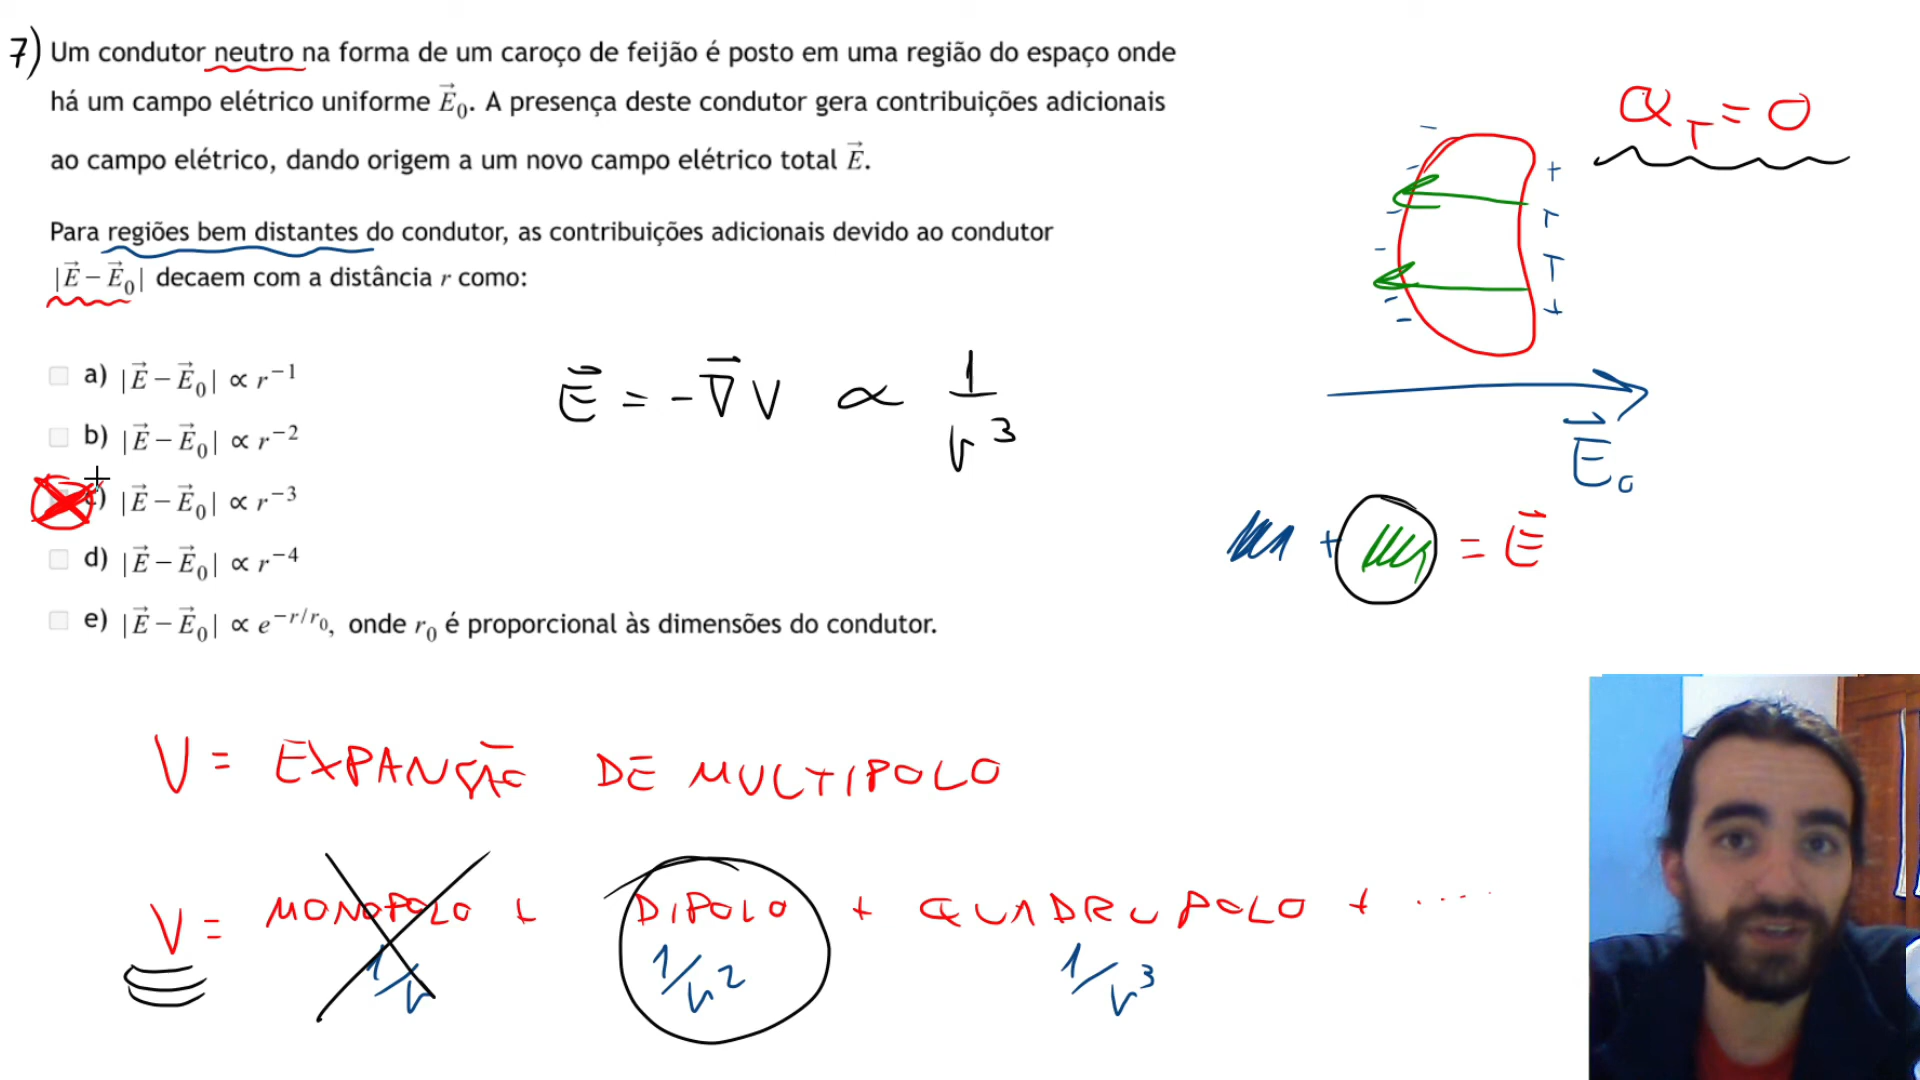 7) Um condutor neutro na forma de um caroço de feijão é posto em uma região do espaço onde
há um campo elétrico uniforme E⃗₀. A presença deste condutor gera contribuições adicionais
ao campo elétrico, dando origem a um novo campo elétrico total E⃗.
Para regiões bem distantes do condutor, as contribuições adicionais devido ao condutor
|E⃗ − E⃗₀| decaem com a distância r como:
a) |E⃗ − E⃗₀| ∝ r⁻¹
b) |E⃗ − E⃗₀| ∝ r⁻²
c) |E⃗ − E⃗₀| ∝ r⁻³
d) |E⃗ − E⃗₀| ∝ r⁻⁴
e) |E⃗ − E⃗₀| ∝ e^(−r/r₀), onde r₀ é proporcional às dimensões do condutor.
E⃗ = −∇⃗V ∝ 1/r³
Q_T = 0
− − − − − −
+ + + +
E⃗₀
+ = E⃗
V = EXPANSÃO DE MULTIPOLO
V = MONOPOLO + DIPOLO + QUADRUPOLO + ....
1/r 1/r² 1/r³